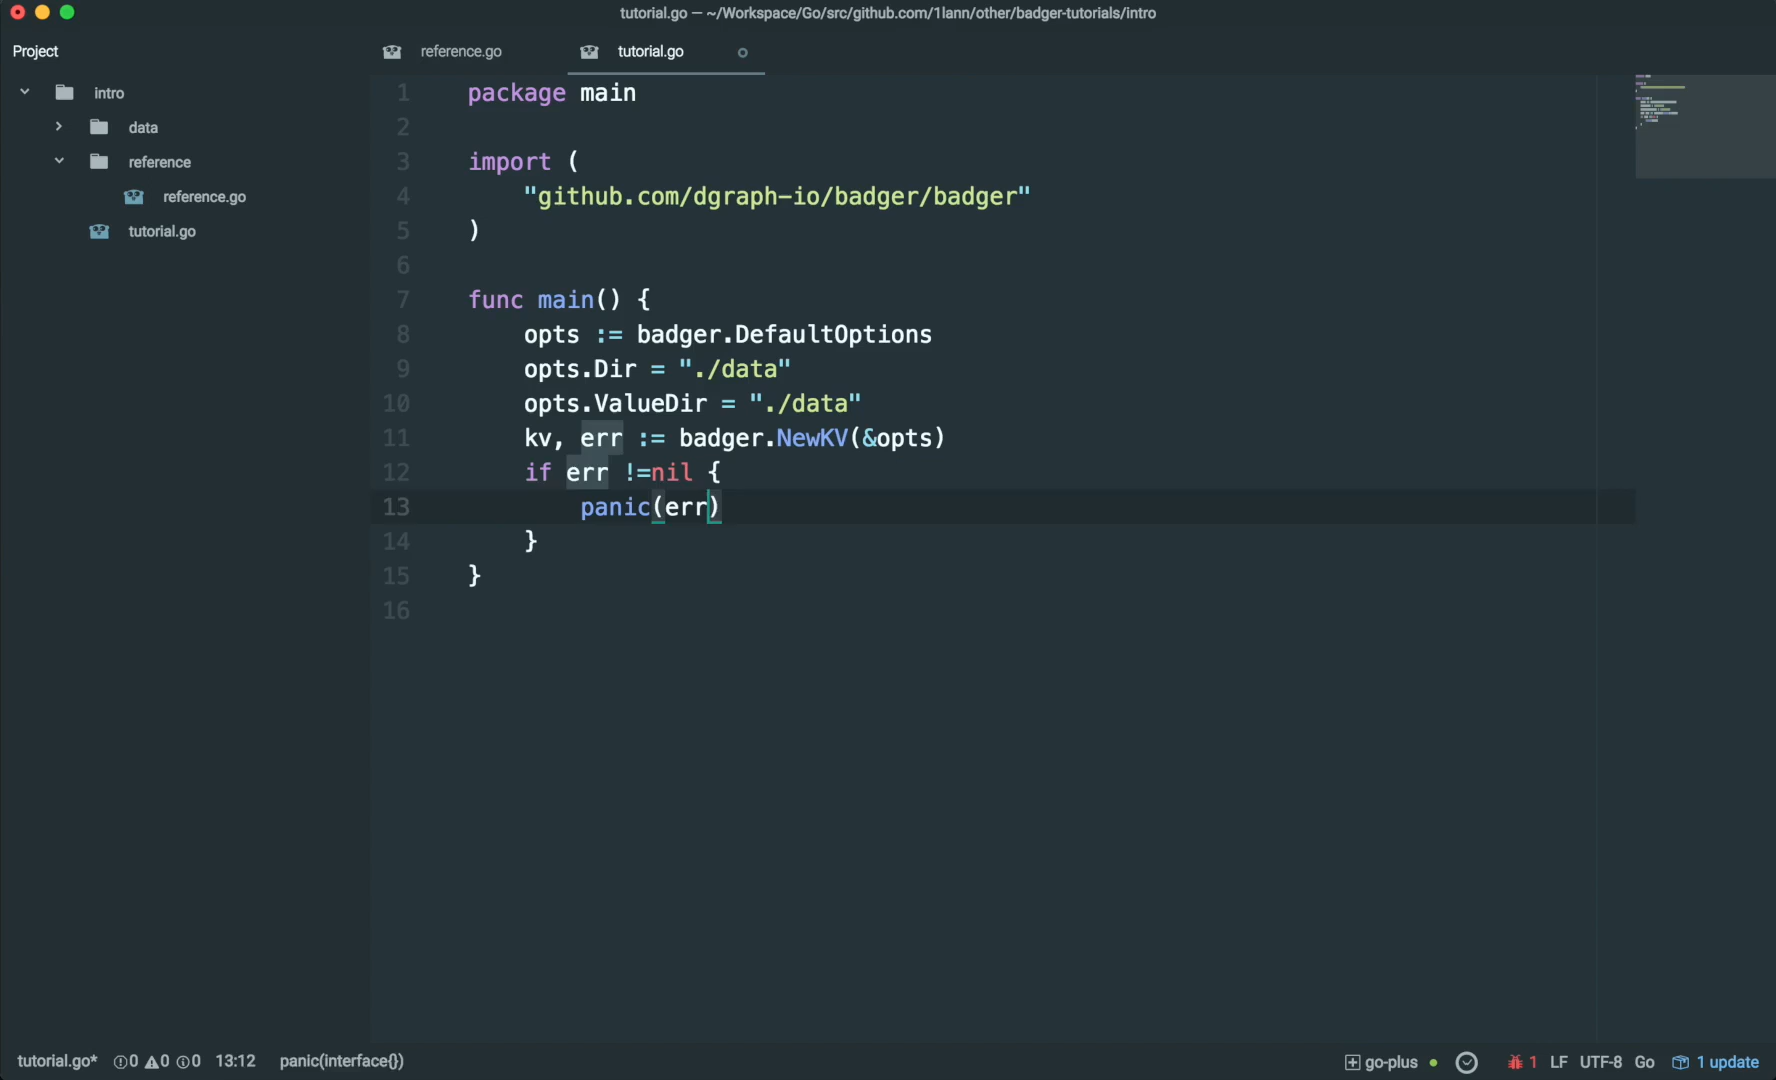 tutorial.go — ~/Workspace/Go/src/github.com/1lann/other/badger-tutorials/intro
Project
reference.go
tutorial.go
intro
data
reference
reference.go
tutorial.go
1 package main
2
3 import (
4 "github.com/dgraph-io/badger/badger"
5 )
6
7 func main() {
8 opts := badger.DefaultOptions
9 opts.Dir = "./data"
10 opts.ValueDir = "./data"
11 kv, err := badger.NewKV(&opts)
12 if err !=nil {
13 panic(err)
14 }
15 }
16
tutorial.go* 0 0 0 13:12 panic(interface{})
go-plus 1 LF UTF-8 Go 1 update